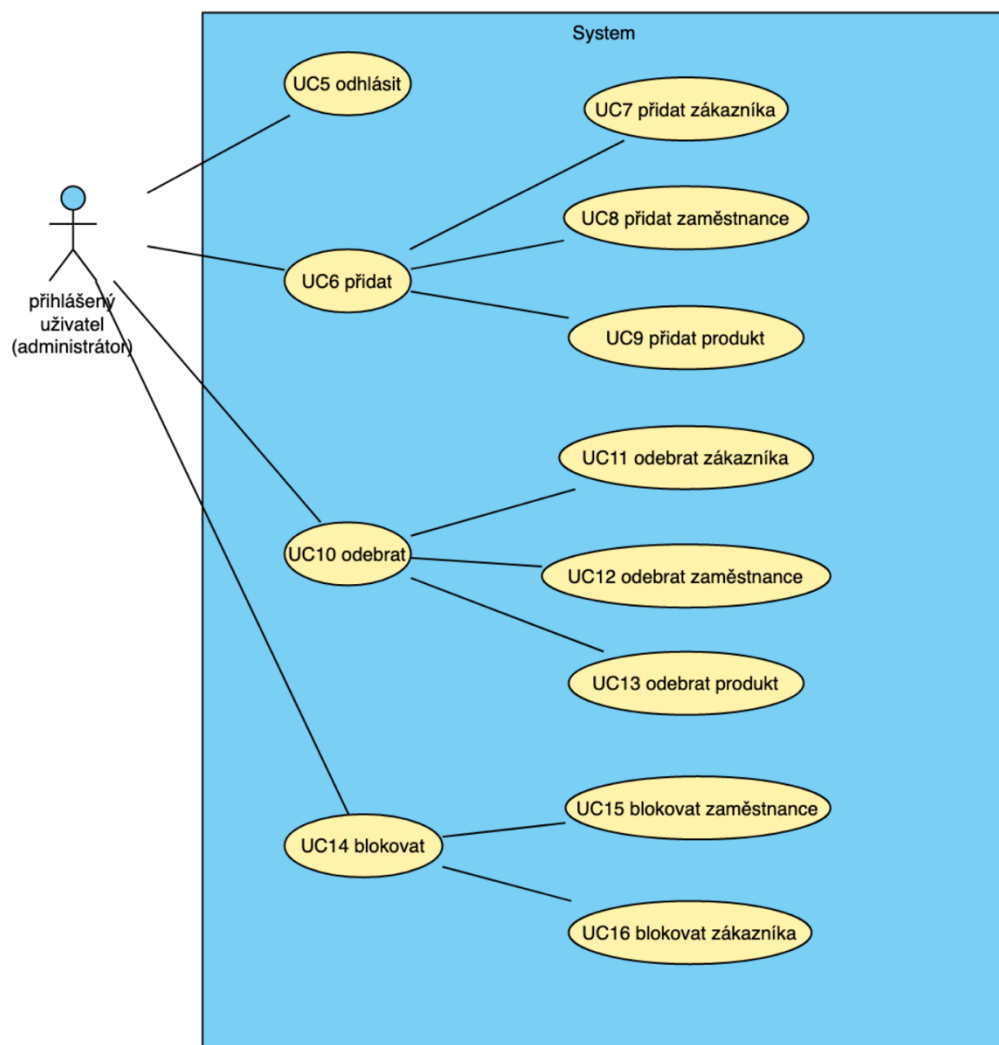 System
UC5 odhlásit
UC7 přidat zákazníka
UC8 přidat zaměstnance
UC6 přidat
UC9 přidat produkt
přihlášený
uživatel
(administrátor)
UC11 odebrat zákazníka
UC10 odebrat
UC12 odebrat zaměstnance
UC13 odebrat produkt
UC15 blokovat zaměstnance
UC14 blokovat
UC16 blokovat zákazníka